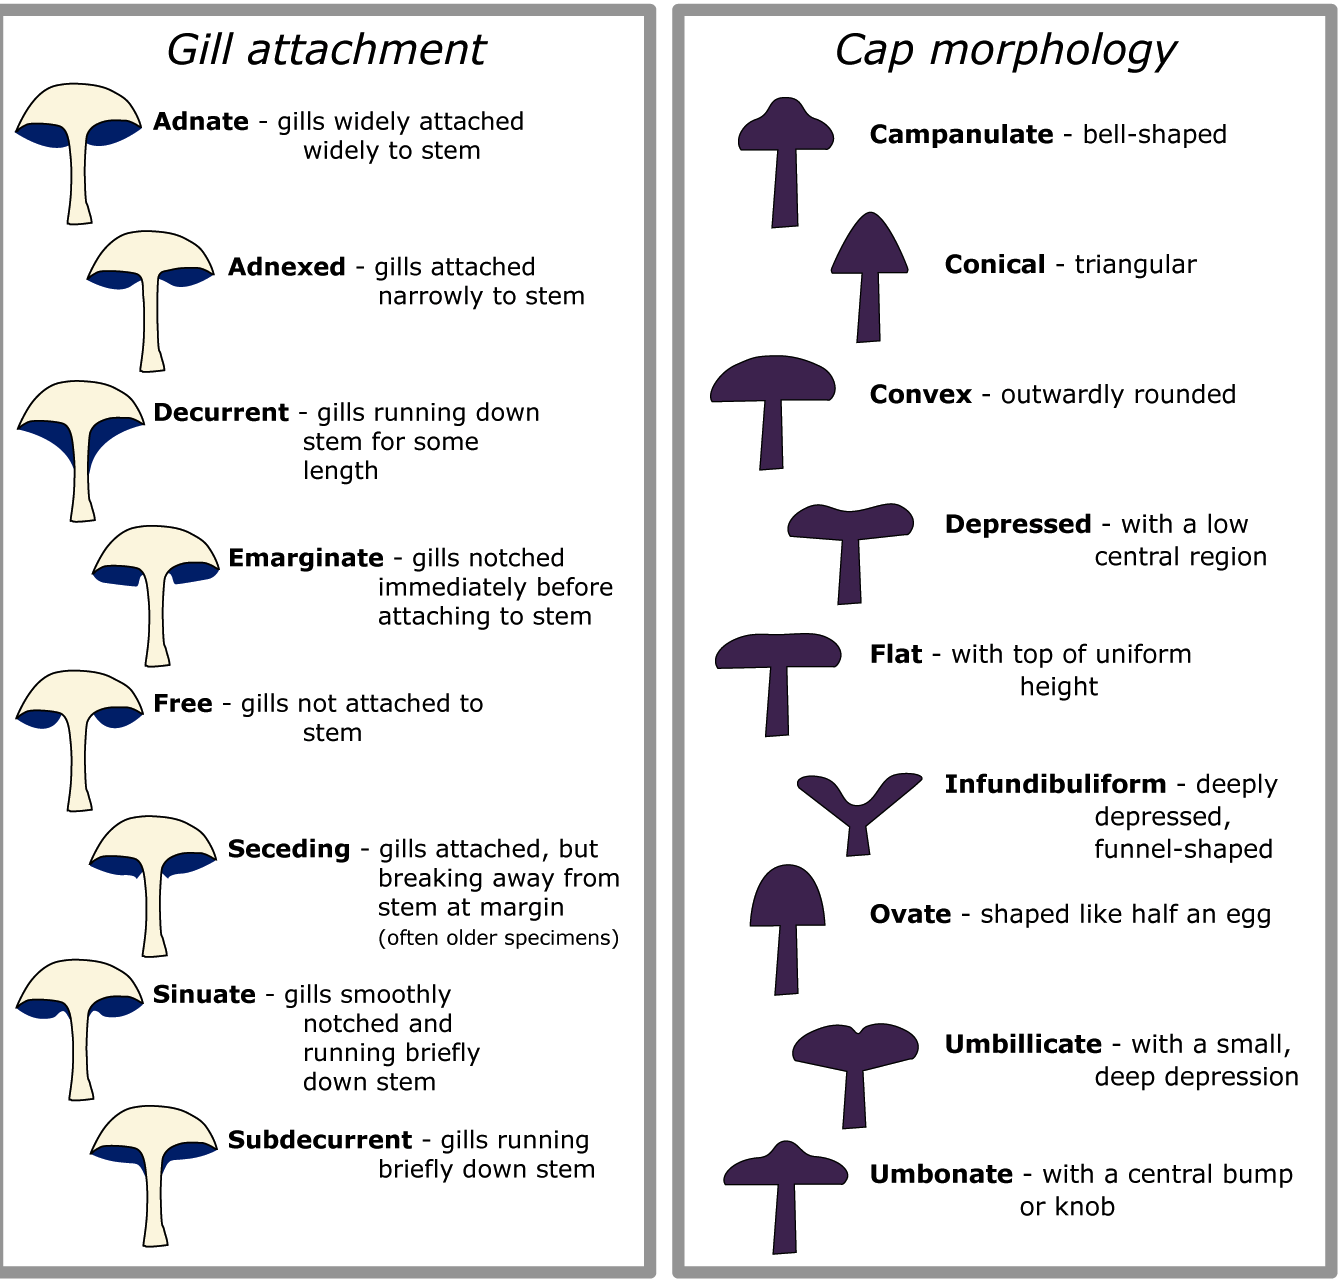 Gill attachment
Adnate - gills widely attached
widely to stem
Adnexed - gills attached
narrowly to stem
Decurrent - gills running down
stem for some
length
Emarginate - gills notched
immediately before
attaching to stem
Free - gills not attached to
stem
Seceding - gills attached, but
breaking away from
stem at margin
(often older specimens)
Sinuate - gills smoothly
notched and
running briefly
down stem
Subdecurrent - gills running
briefly down stem
Cap morphology
Campanulate - bell-shaped
Conical - triangular
Convex - outwardly rounded
Depressed - with a low
central region
Flat - with top of uniform
height
Infundibuliform - deeply
depressed,
funnel-shaped
Ovate - shaped like half an egg
Umbillicate - with a small,
deep depression
Umbonate - with a central bump
or knob